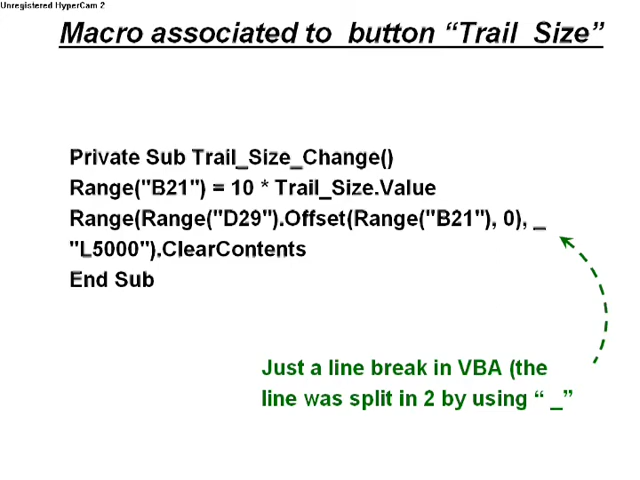 Unregistered HyperCam 2
Macro associated to button “Trail Size”
Private Sub Trail_Size_Change()
Range("B21") = 10 * Trail_Size.Value
Range(Range("D29").Offset(Range("B21"), 0), _
"L5000").ClearContents
End Sub
Just a line break in VBA (the
line was split in 2 by using “ _”